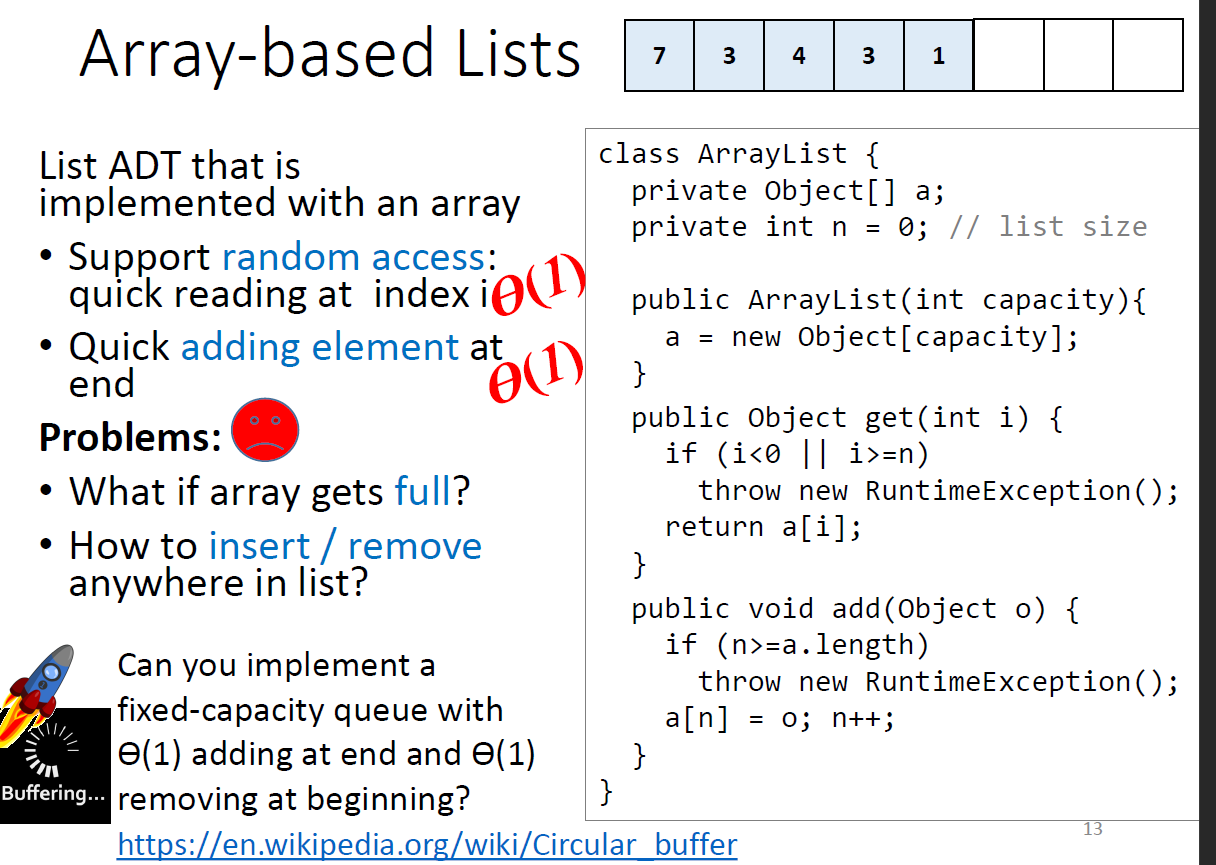 Array-based Lists
7 3 4 3 1
List ADT that is
implemented with an array
• Support random access:
quick reading at index i
Ɵ(1)
• Quick adding element at
end
Ɵ(1)
Problems:
• What if array gets full?
• How to insert / remove
anywhere in list?
Can you implement a
fixed-capacity queue with
Ɵ(1) adding at end and Ɵ(1)
removing at beginning?
https://en.wikipedia.org/wiki/Circular_buffer
Buffering...
class ArrayList {
  private Object[] a;
  private int n = 0; // list size
  public ArrayList(int capacity){
    a = new Object[capacity];
  }
  public Object get(int i) {
    if (i<0 || i>=n)
      throw new RuntimeException();
    return a[i];
  }
  public void add(Object o) {
    if (n>=a.length)
      throw new RuntimeException();
    a[n] = o; n++;
  }
}
13